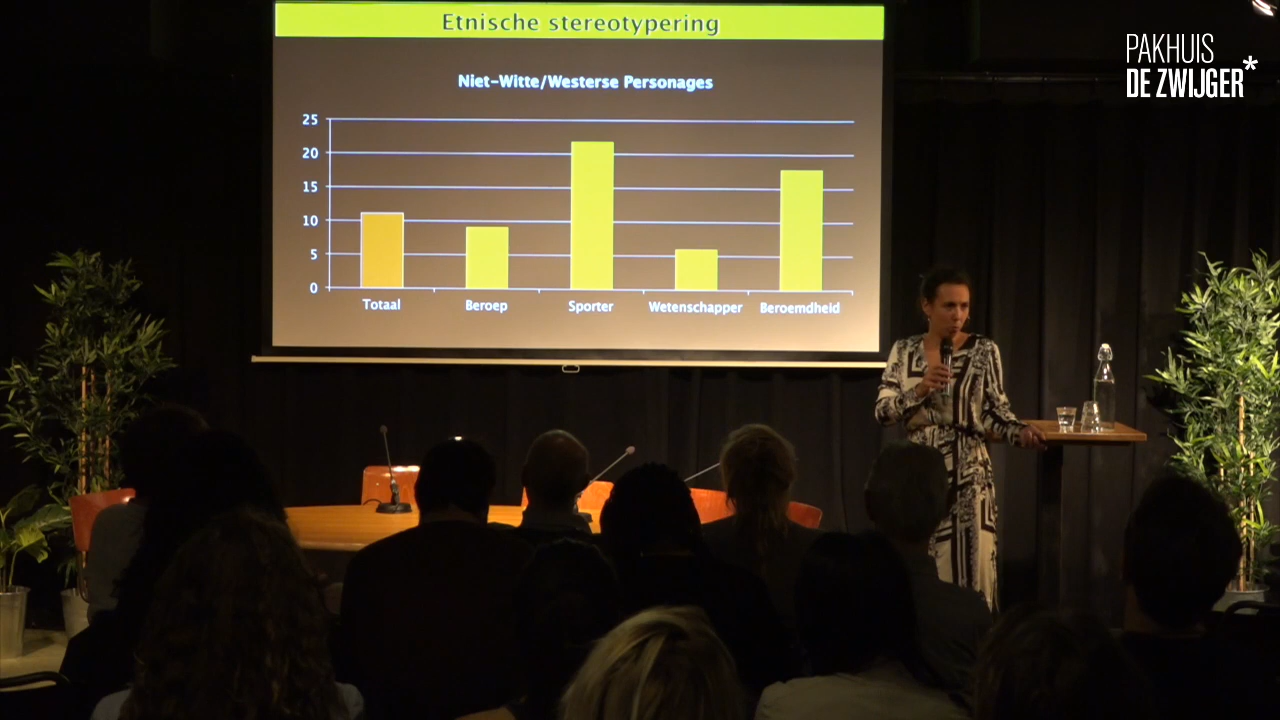 Etnische stereotypering
PAKHUIS
DE ZWIJGER*
Niet-Witte/Westerse Personages
25
20
15
10
5
0
Totaal Beroep Sporter Wetenschapper Beroemdheid